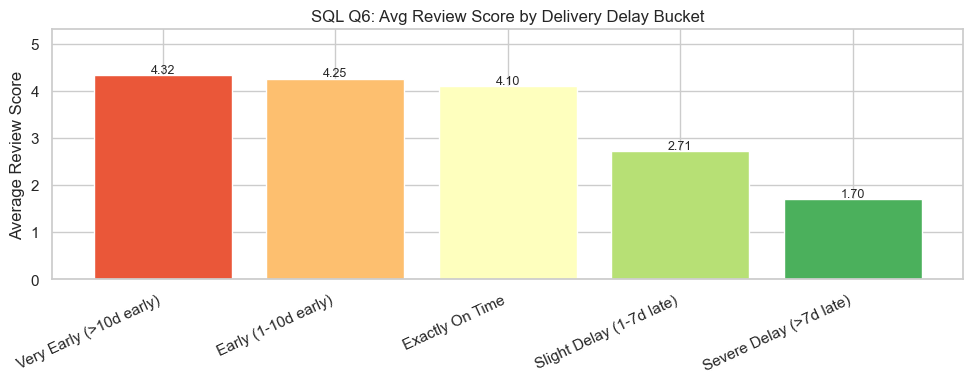 SQL Q6: Avg Review Score by Delivery Delay Bucket
Average Review Score
5
4
3
2
1
0
4.32
4.25
4.10
2.71
1.70
Very Early (>10d early)
Early (1-10d early)
Exactly On Time
Slight Delay (1-7d late)
Severe Delay (>7d late)